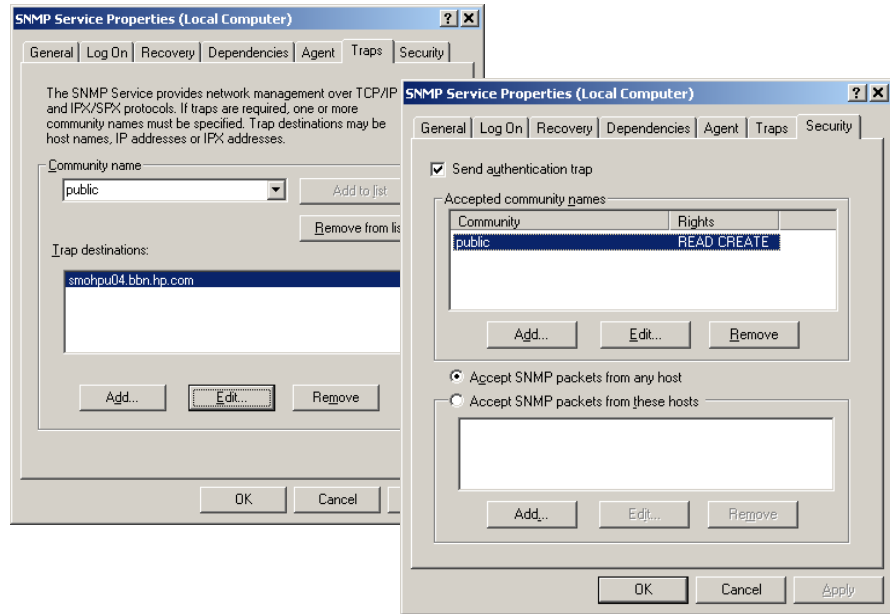 SNMP Service Properties (Local Computer)
General Log On Recovery Dependencies Agent Traps Security
The SNMP Service provides network management over TCP/IP
and IPX/SPX protocols. If traps are required, one or more
community names must be specified. Trap destinations may be
host names, IP addresses or IPX addresses.
Community name
public
Add to list
Remove from lis
Trap destinations:
smohpu04.bbn.hp.com
Add... Edit... Remove
OK Cancel
SNMP Service Properties (Local Computer)
General Log On Recovery Dependencies Agent Traps Security
Send authentication trap
Accepted community names
Community Rights
public READ CREATE
Add... Edit... Remove
Accept SNMP packets from any host
Accept SNMP packets from these hosts
Add... Edit... Remove
OK Cancel Apply